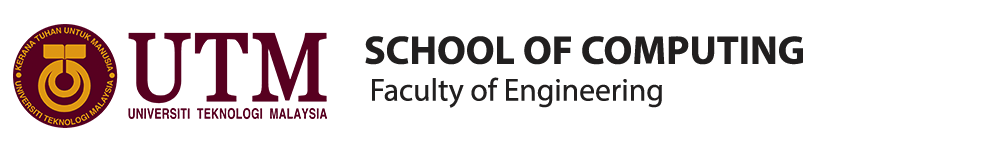 KERANA TUHAN UNTUK MANUSIA
UNIVERSITI TEKNOLOGI MALAYSIA
UTM
UNIVERSITI TEKNOLOGI MALAYSIA
SCHOOL OF COMPUTING
Faculty of Engineering